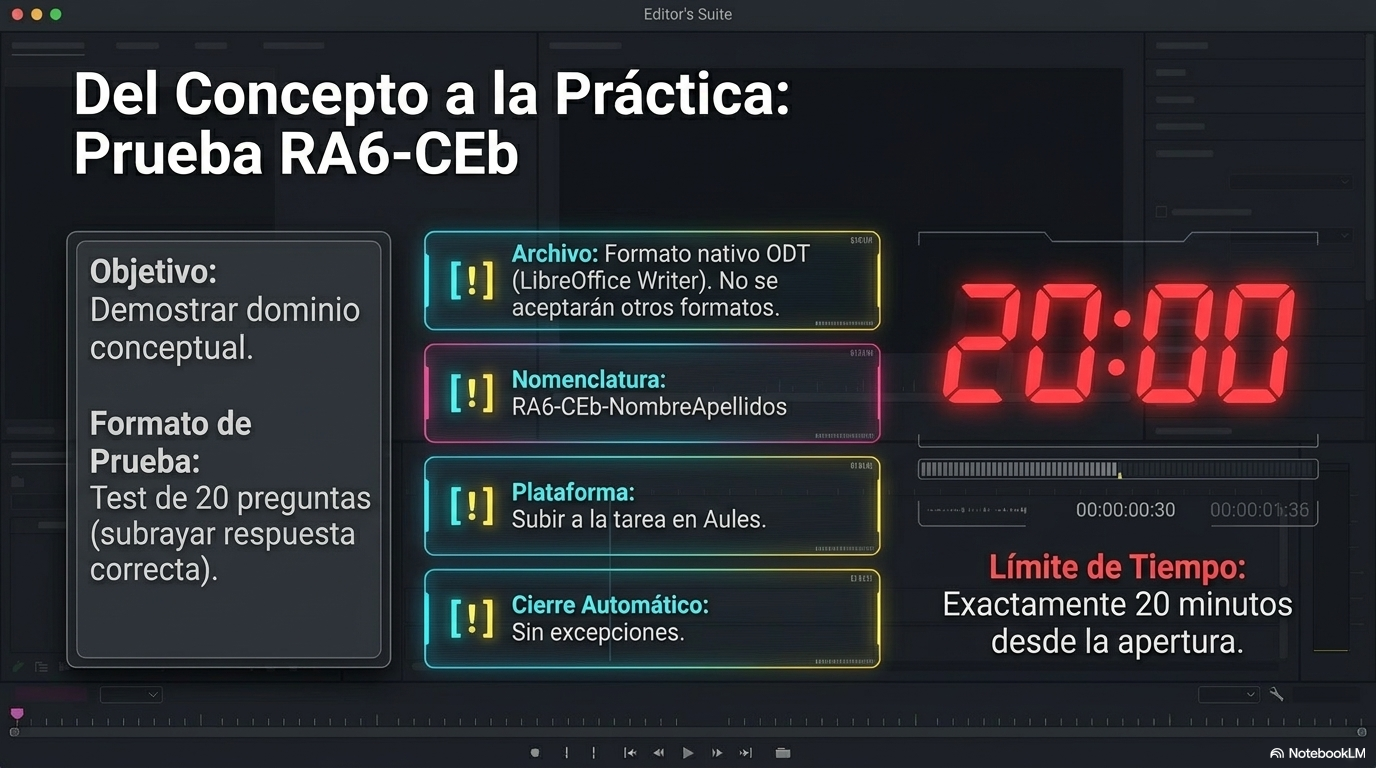 Editor's Suite
Del Concepto a la Práctica:
Prueba RA6-CEb
Objetivo:
Demostrar dominio
conceptual.
Formato de
Prueba:
Test de 20 preguntas
(subrayar respuesta
correcta).
[!] Archivo: Formato nativo ODT
(LibreOffice Writer). No se
aceptarán otros formatos.
[!] Nomenclatura:
RA6-CEb-NombreApellidos
[!] Plataforma:
Subir a la tarea en Aules.
[!] Cierre Automático:
Sin excepciones.
20:00
00:00:00:30 00:00:01:36
Límite de Tiempo:
Exactamente 20 minutos
desde la apertura.
NotebookLM